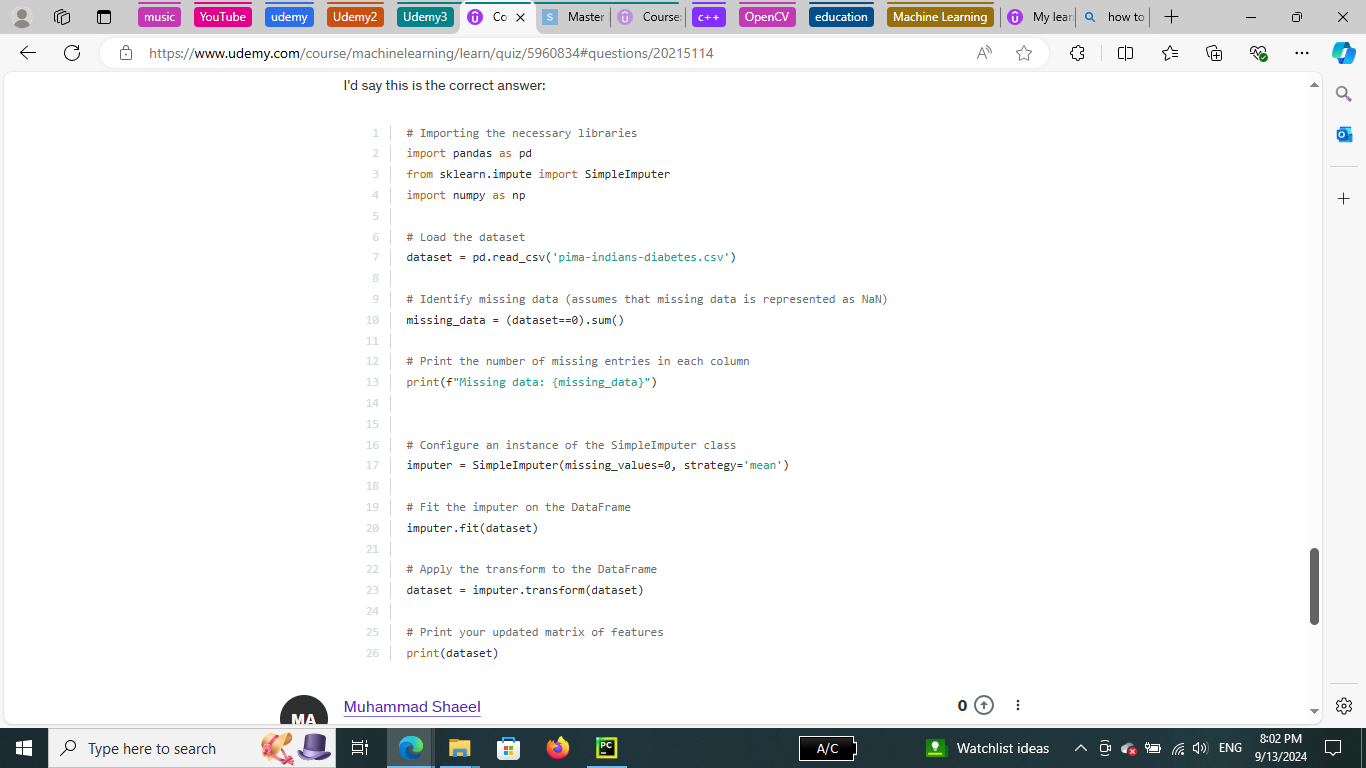 music
YouTube
udemy
Udemy2
Udemy3
Co
S
Master
Course:
c++
OpenCV
education
Machine Learning
My lear
how to
https://www.udemy.com/course/machinelearning/learn/quiz/5960834#questions/20215114
I'd say this is the correct answer:
1 # Importing the necessary libraries
2 import pandas as pd
3 from sklearn.impute import SimpleImputer
4 import numpy as np
5
6 # Load the dataset
7 dataset = pd.read_csv('pima-indians-diabetes.csv')
8
9 # Identify missing data (assumes that missing data is represented as NaN)
10 missing_data = (dataset==0).sum()
11
12 # Print the number of missing entries in each column
13 print(f"Missing data: {missing_data}")
14
15
16 # Configure an instance of the SimpleImputer class
17 imputer = SimpleImputer(missing_values=0, strategy='mean')
18
19 # Fit the imputer on the DataFrame
20 imputer.fit(dataset)
21
22 # Apply the transform to the DataFrame
23 dataset = imputer.transform(dataset)
24
25 # Print your updated matrix of features
26 print(dataset)
MA
Muhammad Shaeel
0
Type here to search
PC
A/C
Watchlist ideas
ENG
8:02 PM
9/13/2024